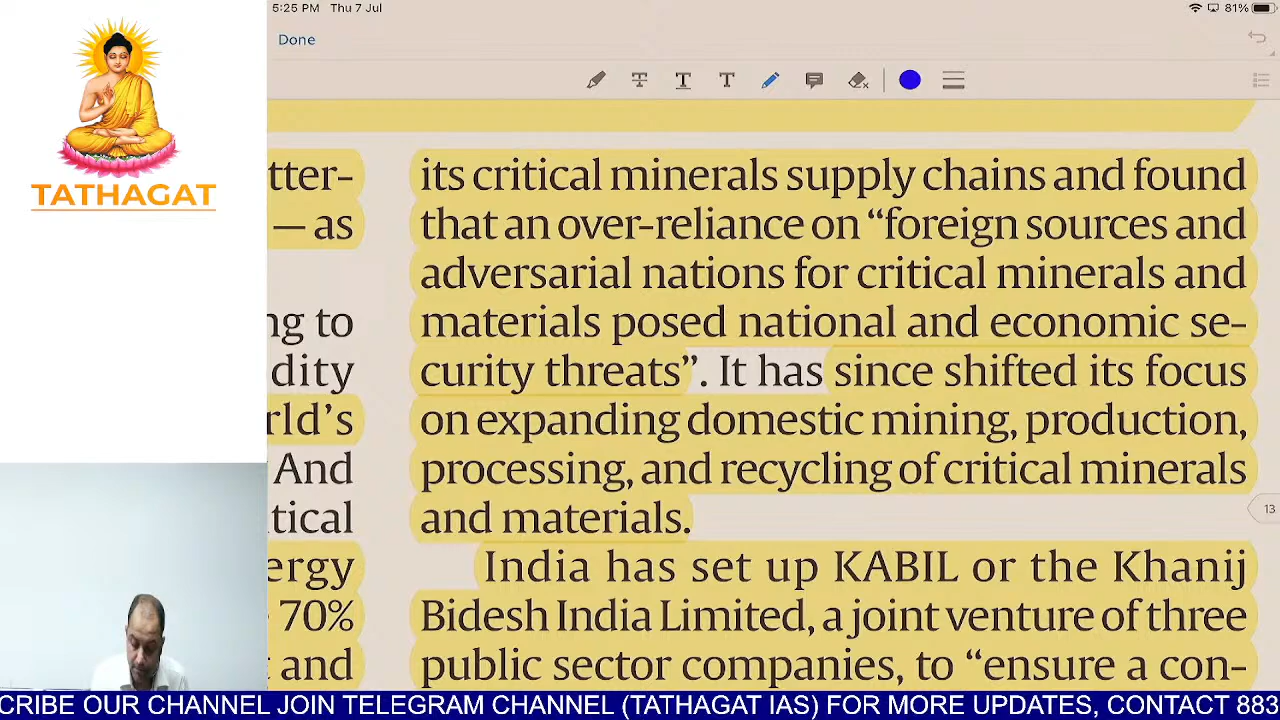 5:25 PM Thu 7 Jul
81%
Done
TATHAGAT
tter-
— as
ng to
dity
rld's
And
tical
ergy
70%
and
its critical minerals supply chains and found
that an over-reliance on “foreign sources and
adversarial nations for critical minerals and
materials posed national and economic se-
curity threats”. It has since shifted its focus
on expanding domestic mining, production,
processing, and recycling of critical minerals
and materials.
India has set up KABIL or the Khanij
Bidesh India Limited, a joint venture of three
public sector companies, to “ensure a con-
13
CRIBE OUR CHANNEL JOIN TELEGRAM CHANNEL (TATHAGAT IAS) FOR MORE UPDATES, CONTACT 883